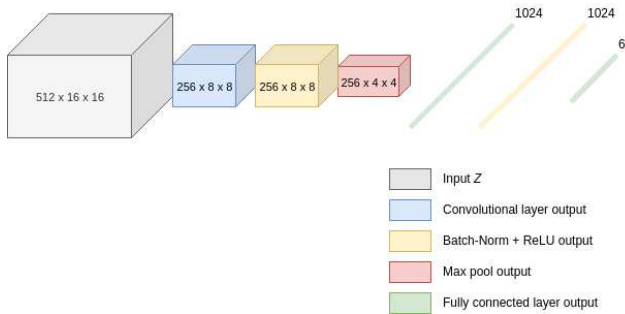 1024
1024
6
512 x 16 x 16
256 x 8 x 8
256 x 8 x 8
256 x 4 x 4
Input Z
Convolutional layer output
Batch-Norm + ReLU output
Max pool output
Fully connected layer output